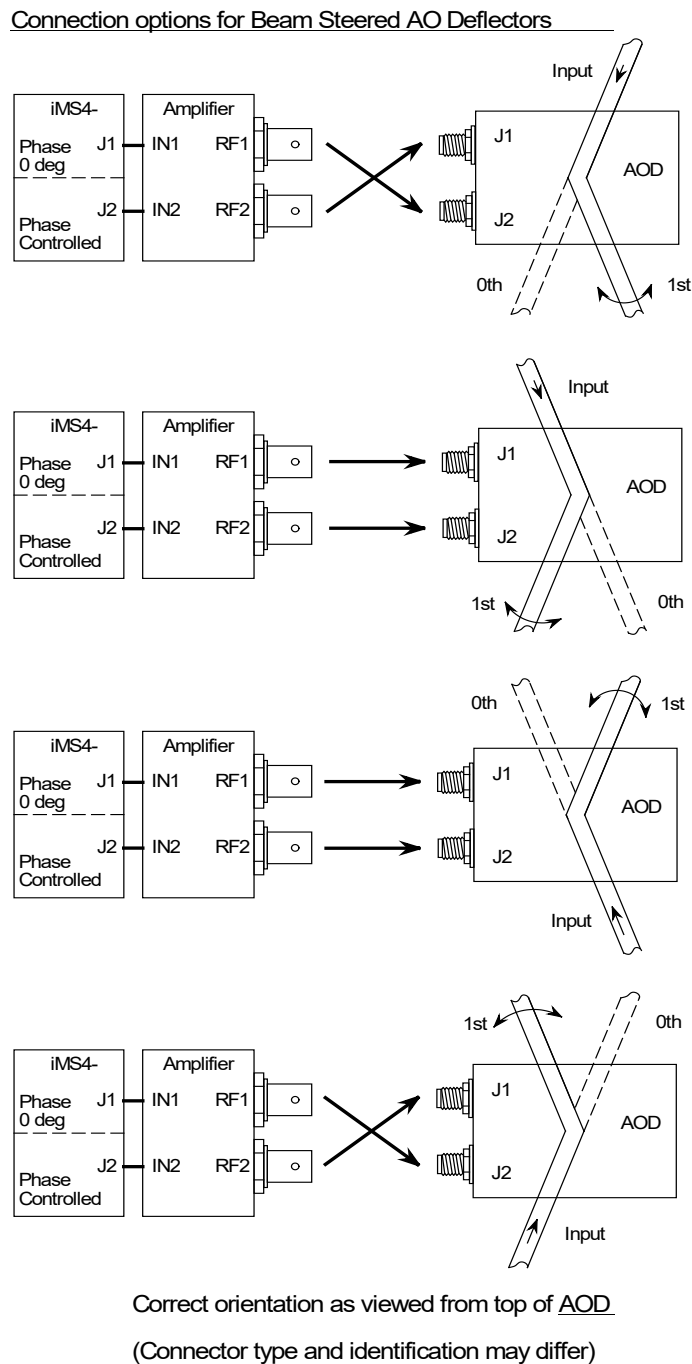 Connection options for Beam Steered AO Deflectors
Input
iMS4-
Amplifier
Phase
0 deg
J1
IN1
RF1
J1
AOD
Phase
Controlled
J2
IN2
RF2
J2
0th
1st
Input
iMS4-
Amplifier
Phase
0 deg
J1
IN1
RF1
J1
AOD
Phase
Controlled
J2
IN2
RF2
J2
1st
0th
0th
1st
iMS4-
Amplifier
Phase
0 deg
J1
IN1
RF1
J1
AOD
Phase
Controlled
J2
IN2
RF2
J2
Input
1st
0th
iMS4-
Amplifier
Phase
0 deg
J1
IN1
RF1
J1
AOD
Phase
Controlled
J2
IN2
RF2
J2
Input
Correct orientation as viewed from top of AOD
(Connector type and identification may differ)